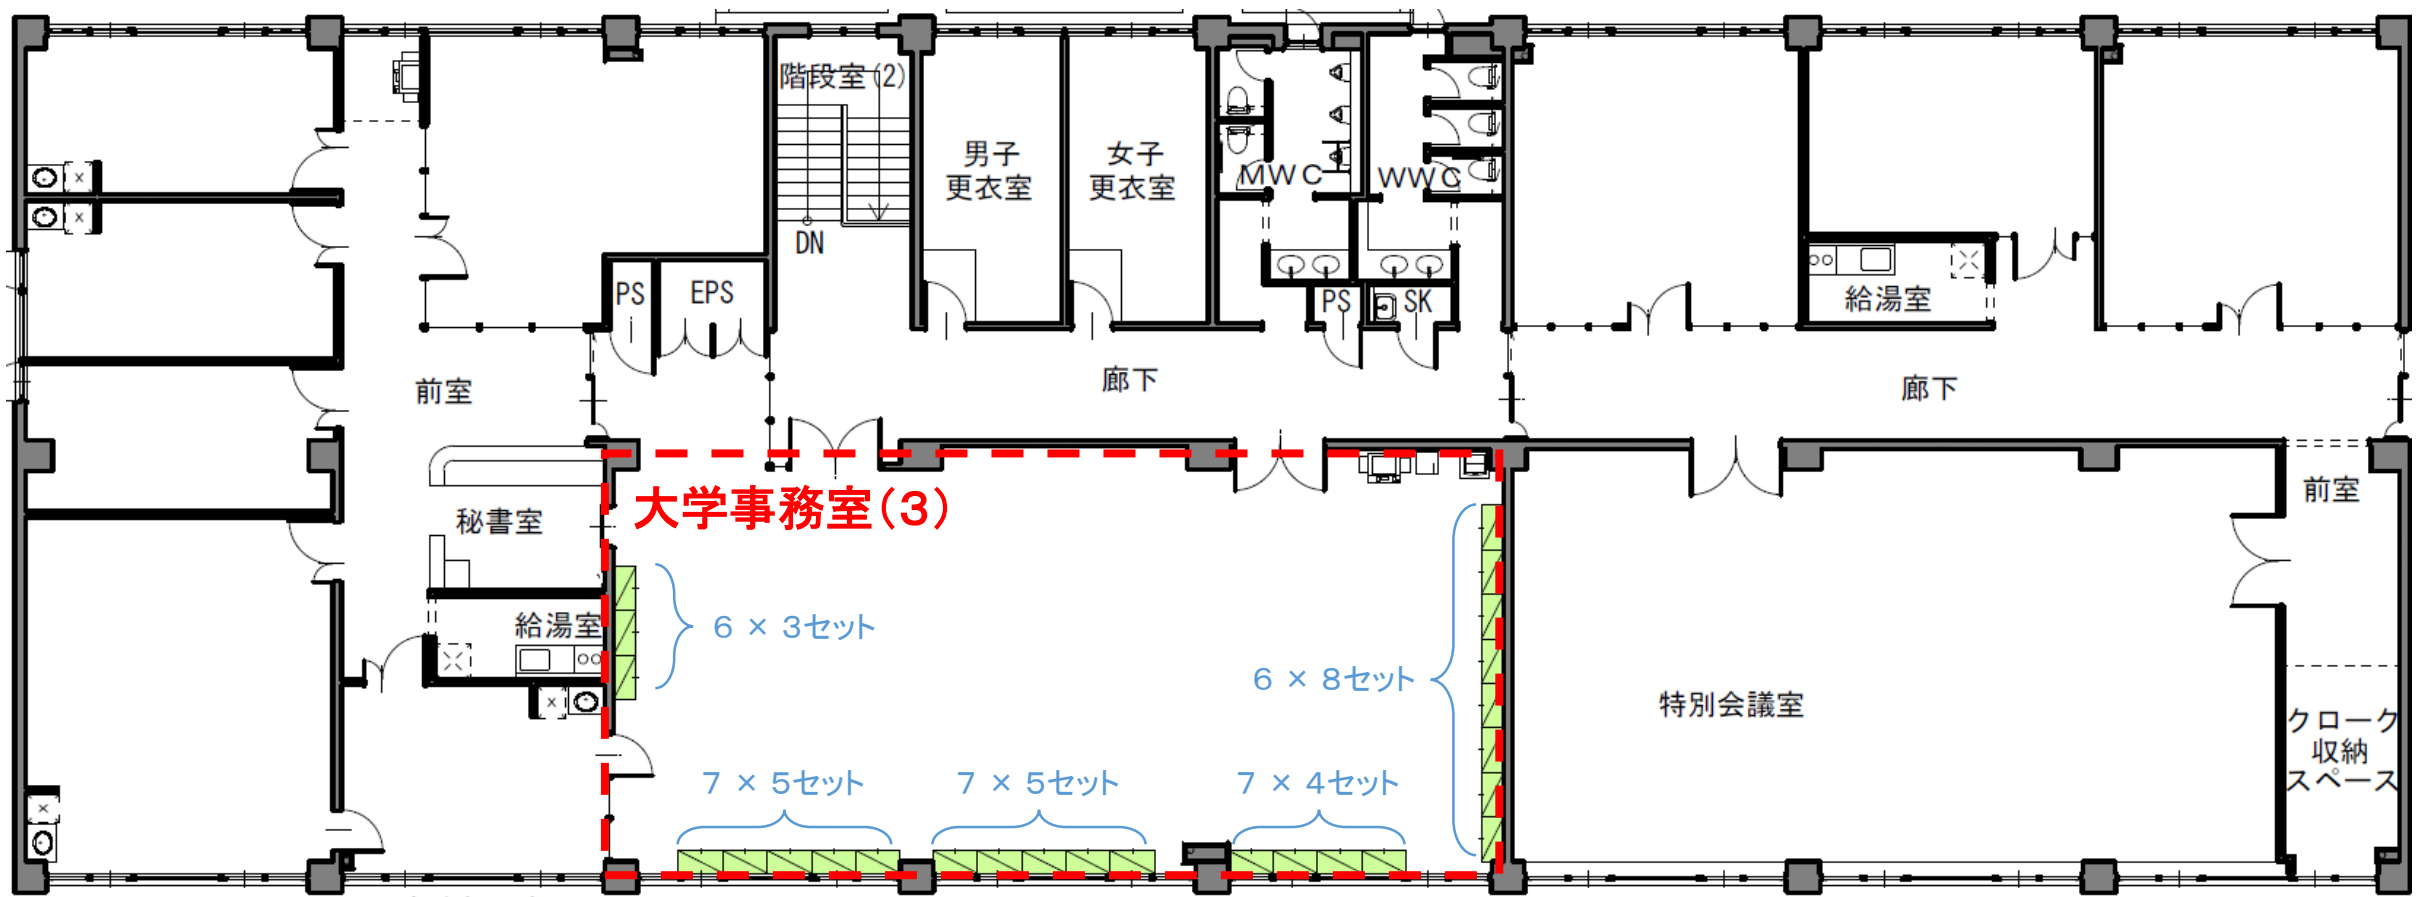 階段室(2)
DN
男子
更衣室
女子
更衣室
MWC
WWC
PS
EPS
PS
SK
給湯室
前室
廊下
廊下
大学事務室(3)
秘書室
前室
給湯室
6 × 3セット
6 × 8セット
特別会議室
クローク
収納
スペース
7 × 5セット
7 × 5セット
7 × 4セット